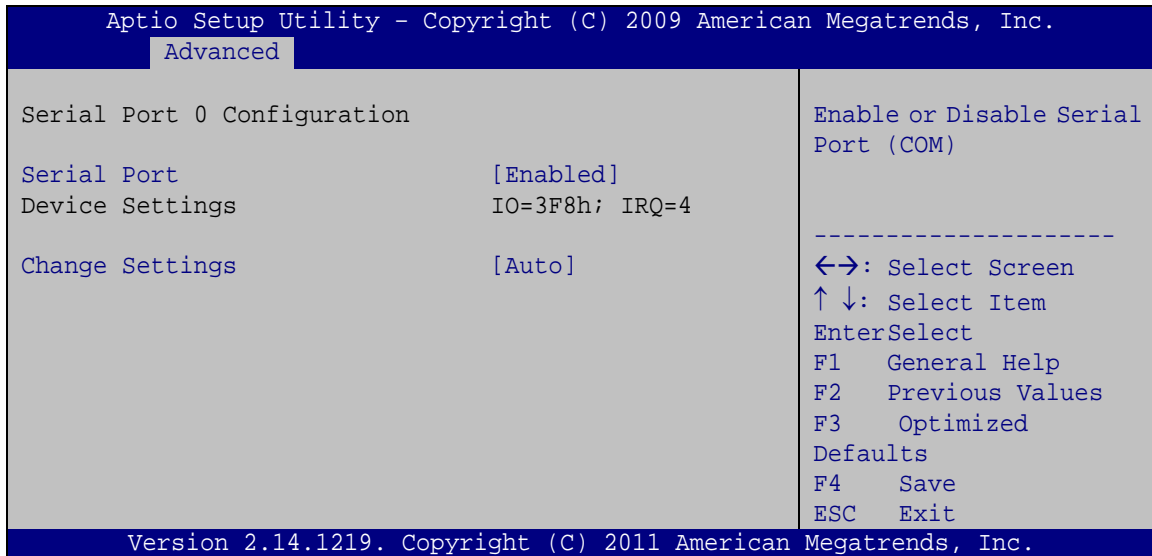 Aptio Setup Utility – Copyright (C) 2009 American Megatrends, Inc.
Advanced
Serial Port 0 Configuration
Serial Port [Enabled]
Device Settings IO=3F8h; IRQ=4
Change Settings [Auto]
Enable or Disable Serial
Port (COM)
---------------------
←→: Select Screen
↑ ↓: Select Item
EnterSelect
F1 General Help
F2 Previous Values
F3 Optimized
Defaults
F4 Save
ESC Exit
Version 2.14.1219. Copyright (C) 2011 American Megatrends, Inc.